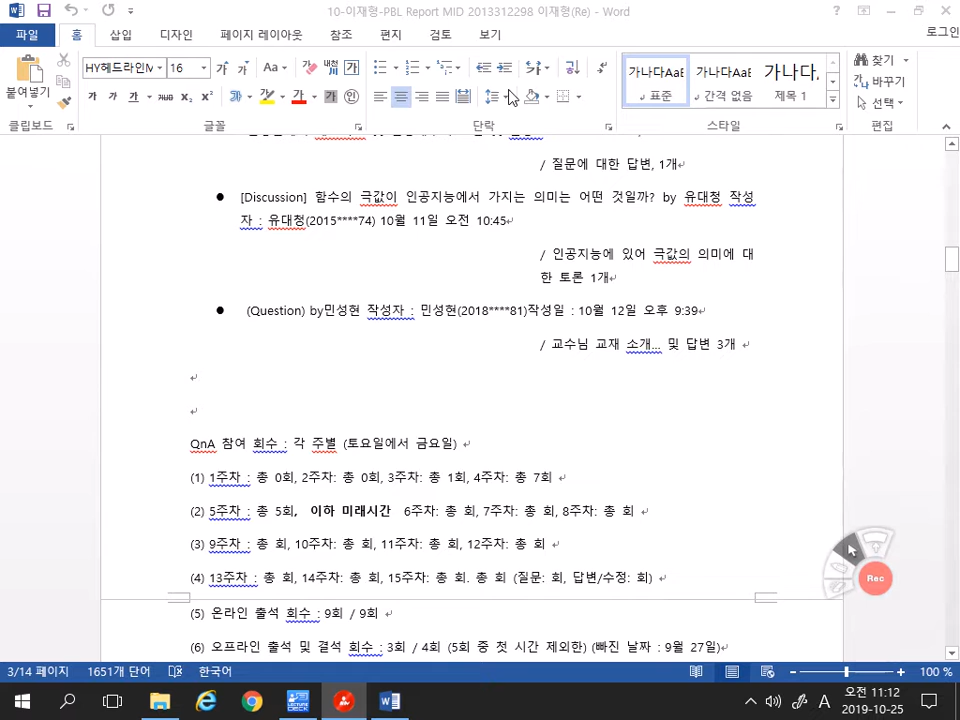 10-이재형-PBL Report MID 2013312298 이재형(Re) - Word
파일 홈 삽입 디자인 페이지 레이아웃 참조 편지 검토 보기 로그인
붙여넣기
HY헤드라인M 16
가나다AaE 가나다AaE 가나다.
표준 간격 없음 제목 1
찾기
바꾸기
선택
클립보드 글꼴 단락 스타일 편집
/ 질문에 대한 답변, 1개
● [Discussion] 함수의 극값이 인공지능에서 가지는 의미는 어떤 것일까? by 유대청 작성
자 : 유대청(2015****74) 10월 11일 오전 10:45
/ 인공지능에 있어 극값의 의미에 대
한 토론 1개
● (Question) by민성현 작성자 : 민성현(2018****81)작성일 : 10월 12일 오후 9:39
/ 교수님 교재 소개... 및 답변 3개
QnA 참여 회수 : 각 주별 (토요일에서 금요일)
(1) 1주차 : 총 0회, 2주차: 총 0회, 3주차: 총 1회, 4주차: 총 7회
(2) 5주차 : 총 5회, 이하 미래시간 6주차: 총 회, 7주차: 총 회, 8주차: 총 회
(3) 9주차 : 총 회, 10주차: 총 회, 11주차: 총 회, 12주차: 총 회
(4) 13주차 : 총 회, 14주차: 총 회, 15주차: 총 회. 총 회 (질문: 회, 답변/수정: 회)
(5) 온라인 출석 회수 : 9회 / 9회
(6) 오프라인 출석 및 결석 회수 : 3회 / 4회 (5회 중 첫 시간 제외한) (빠진 날짜 : 9월 27일)
Rec
3/14 페이지 1651개 단어 한국어 100 %
오전 11:12
2019-10-25